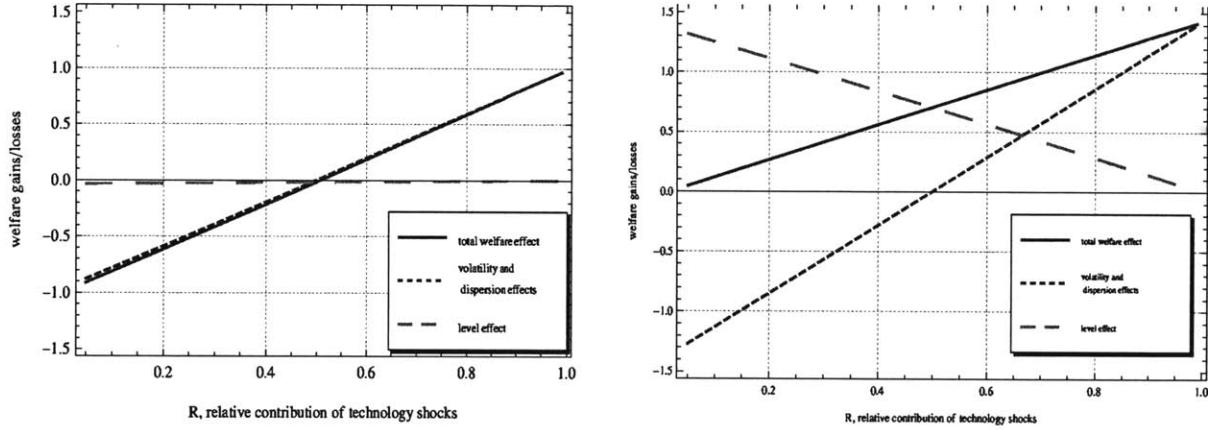 1.0
0.5
0.0
−0.5
−1.0
−1.5
welfare gains/losses
total welfare effect
volatility and
dispersion effects
level effect
0.2 0.4 0.6 0.8 1.0
R, relative contribution of technology shocks
1.5
1.0
0.5
0.0
−0.5
−1.0
−1.5
welfare gains/losses
total welfare effect
volatility and
dispersion effects
level effect
0.2 0.4 0.6 0.8 1.0
R, relative contribution of technology shocks